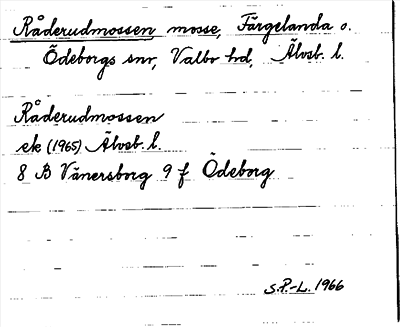 Råderudmossen mosse, Färgelanda o.
Ödeborgs snr, Valbo hd, Älvsb. l.
Råderudmossen
ek (1965) Älvsb. l.
8 B Vänersborg 9 f Ödeborg
S.P.-L. 1966